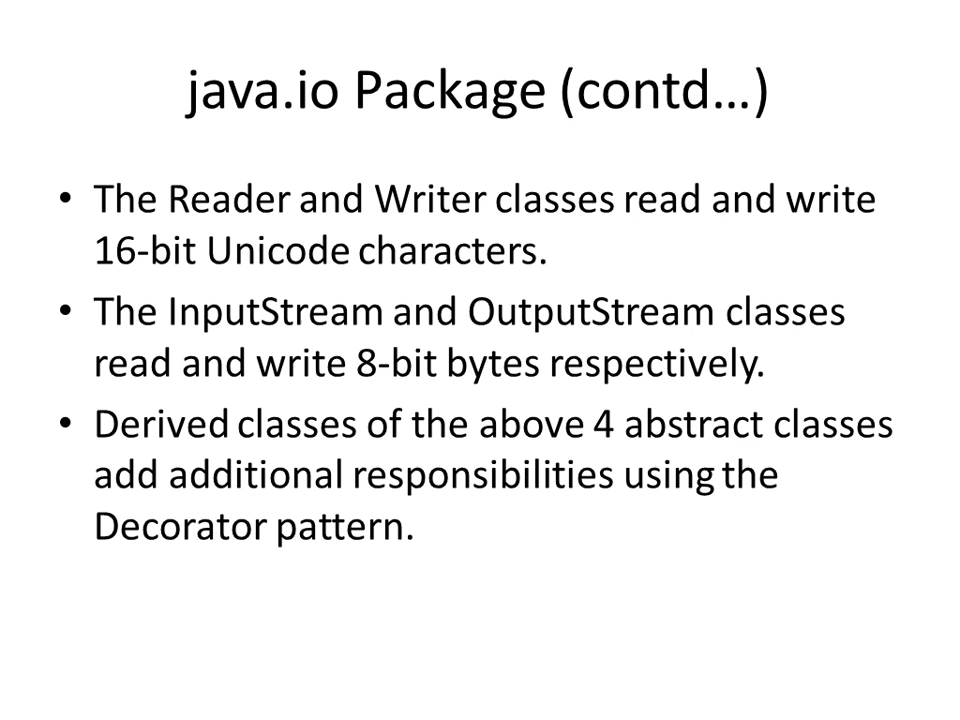 java.io Package (contd…)
• The Reader and Writer classes read and write
16-bit Unicode characters.
• The InputStream and OutputStream classes
read and write 8-bit bytes respectively.
• Derived classes of the above 4 abstract classes
add additional responsibilities using the
Decorator pattern.